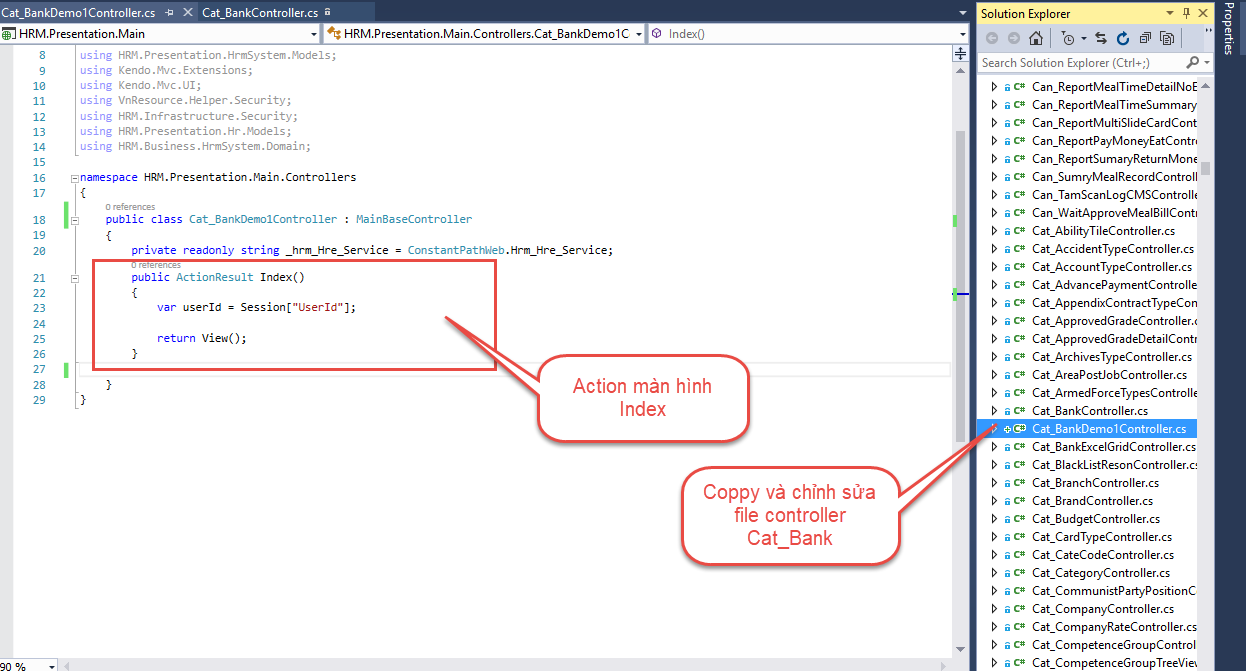 Cat_BankDemo1Controller.cs
Cat_BankController.cs
HRM.Presentation.Main
HRM.Presentation.Main.Controllers.Cat_BankDemo1C
Index()
8 using HRM.Presentation.HrmSystem.Models;
9 using Kendo.Mvc.Extensions;
10 using Kendo.Mvc.UI;
11 using VnResource.Helper.Security;
12 using HRM.Infrastructure.Security;
13 using HRM.Presentation.Hr.Models;
14 using HRM.Business.HrmSystem.Domain;
15
16 namespace HRM.Presentation.Main.Controllers
17 {
0 references
18 public class Cat_BankDemo1Controller : MainBaseController
19 {
20 private readonly string _hrm_Hre_Service = ConstantPathWeb.Hrm_Hre_Service;
0 references
21 public ActionResult Index()
22 {
23 var userId = Session["UserId"];
24
25 return View();
26 }
27
28 }
29 }
Action màn hình
Index
Coppy và chỉnh sửa
file controller
Cat_Bank
90 %
Solution Explorer
Search Solution Explorer (Ctrl+;)
C# Can_ReportMealTimeDetailNoE
C# Can_ReportMealTimeSummary
C# Can_ReportMultiSlideCardCont
C# Can_ReportPayMoneyEatContro
C# Can_ReportSumaryReturnMone
C# Can_SumryMealRecordControll
C# Can_TamScanLogCMSControlle
C# Can_WaitApproveMealBillContr
C# Cat_AbilityTileController.cs
C# Cat_AccidentTypeController.cs
C# Cat_AccountTypeController.cs
C# Cat_AdvancePaymentControlle
C# Cat_AppendixContractTypeCon
C# Cat_ApprovedGradeController.c
C# Cat_ApprovedGradeDetailContr
C# Cat_ArchivesTypeController.cs
C# Cat_AreaPostJobController.cs
C# Cat_ArmedForceTypesControlle
C# Cat_BankController.cs
C# Cat_BankDemo1Controller.cs
C# Cat_BankExcelGridController.cs
C# Cat_BlackListResonController.cs
C# Cat_BranchController.cs
C# Cat_BrandController.cs
C# Cat_BudgetController.cs
C# Cat_CardTypeController.cs
C# Cat_CateCodeController.cs
C# Cat_CategoryController.cs
C# Cat_CommunistPartyPositionC
C# Cat_CompanyController.cs
C# Cat_CompanyRateController.cs
C# Cat_CompetenceGroupControl
C# Cat_CompetenceGroupTreeView
Properties